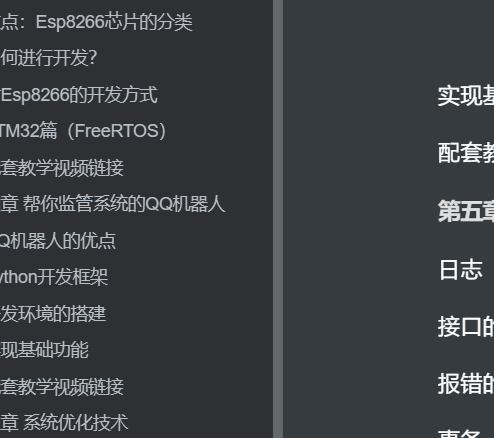 点：Esp8266芯片的分类
何进行开发？
Esp8266的开发方式
TM32篇（FreeRTOS）
套教学视频链接
章 帮你监管系统的QQ机器人
Q机器人的优点
ython开发框架
发环境的搭建
现基础功能
套教学视频链接
章 系统优化技术
实现基
配套教
第五章
日志
接口的
报错的